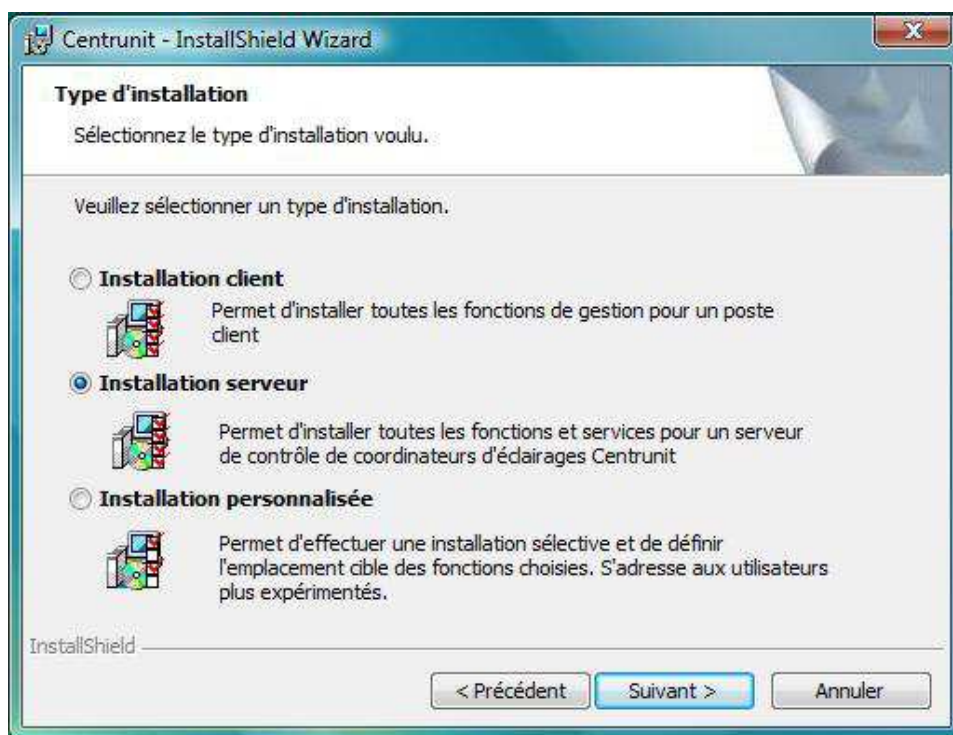 Centrunit - InstallShield Wizard
Type d'installation
Sélectionnez le type d'installation voulu.
Veuillez sélectionner un type d'installation.
Installation client
Permet d'installer toutes les fonctions de gestion pour un poste
client
Installation serveur
Permet d'installer toutes les fonctions et services pour un serveur
de contrôle de coordinateurs d'éclairages Centrunit
Installation personnalisée
Permet d'effectuer une installation sélective et de définir
l'emplacement cible des fonctions choisies. S'adresse aux utilisateurs
plus expérimentés.
InstallShield
< Précédent
Suivant >
Annuler